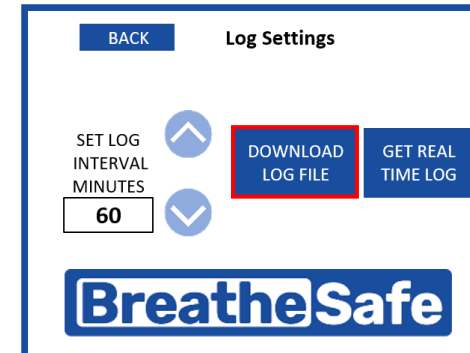 BACK
Log Settings
SET LOG
INTERVAL
MINUTES
60
DOWNLOAD
LOG FILE
GET REAL
TIME LOG
BreatheSafe